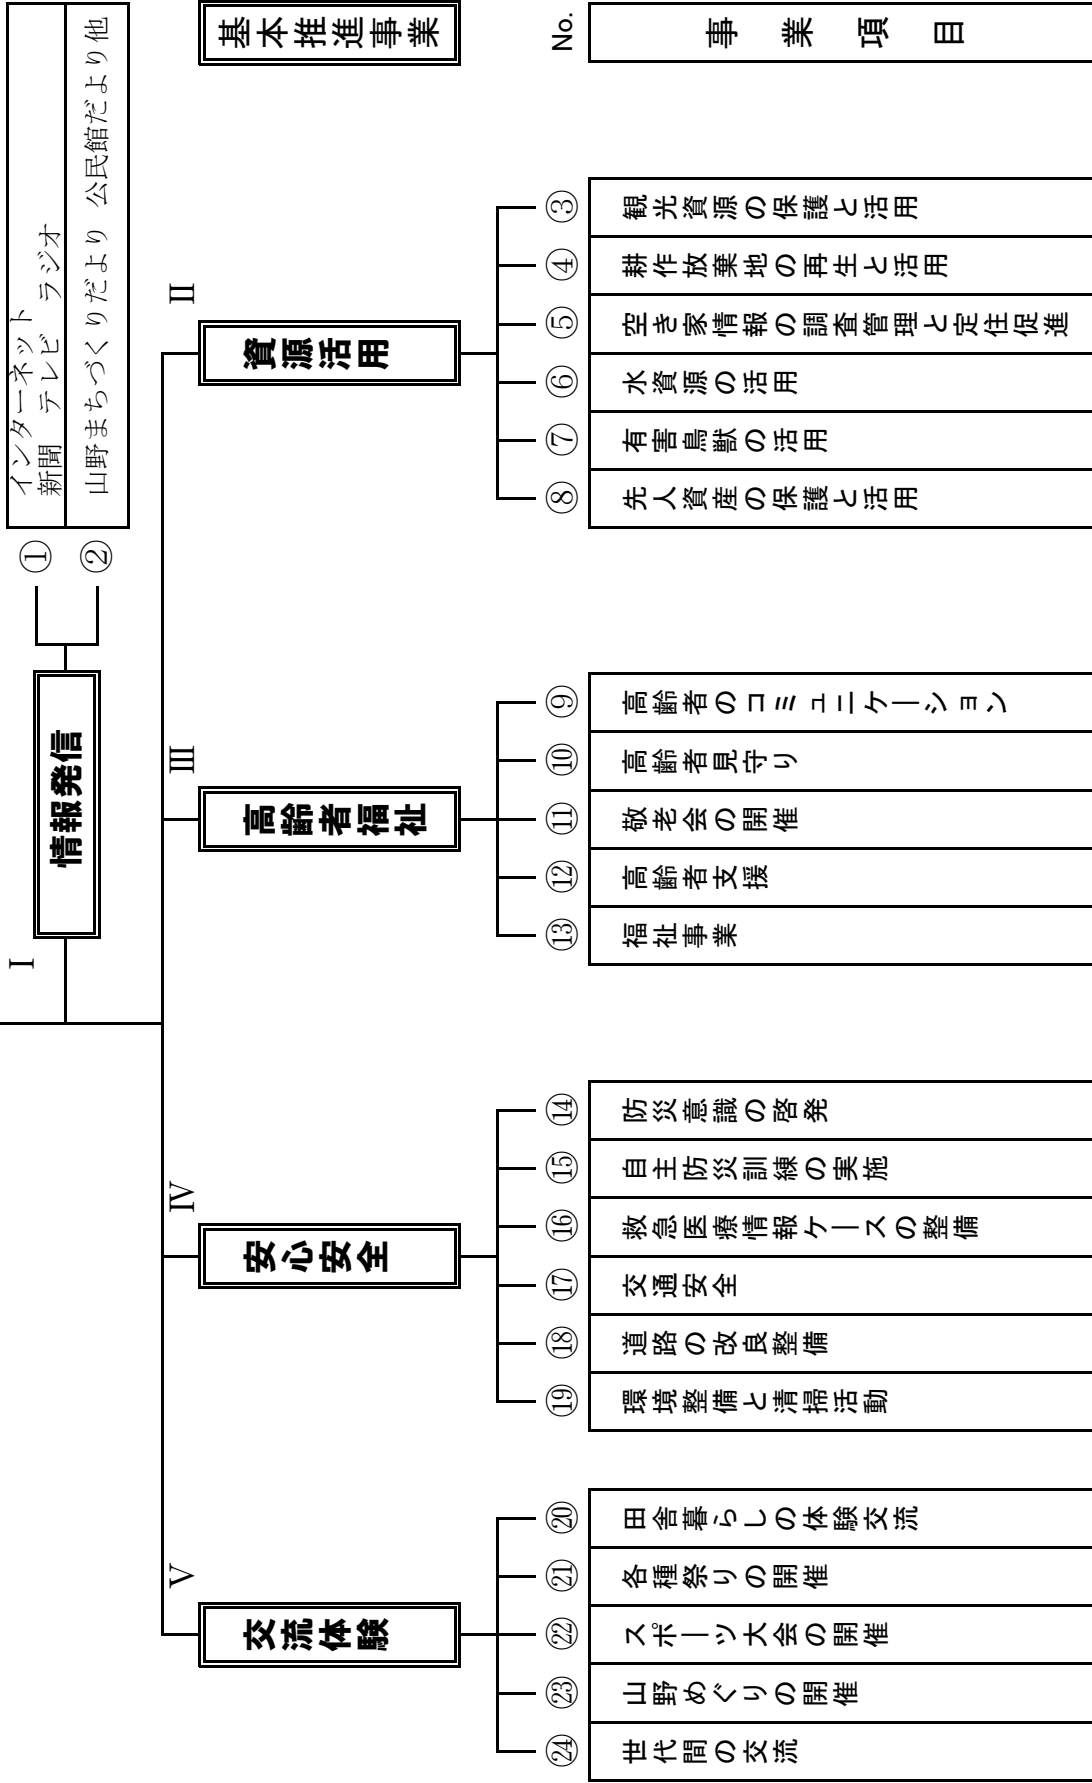 I
情報発信
①
インターネット
新聞　テレビ　ラジオ
②
山野まちづくりだより　公民館だより他
基本推進事業
No.
事業項目
II
資源活用
③
観光資源の保護と活用
④
耕作放棄地の再生と活用
⑤
空き家情報の調査管理と定住促進
⑥
水資源の活用
⑦
有害鳥獣の活用
⑧
先人資産の保護と活用
III
高齢者福祉
⑨
高齢者のコミュニケーション
⑩
高齢者見守り
⑪
敬老会の開催
⑫
高齢者支援
⑬
福祉事業
IV
安心安全
⑭
防災意識の啓発
⑮
自主防災訓練の実施
⑯
救急医療情報ケースの整備
⑰
交通安全
⑱
道路の改良整備
⑲
環境整備と清掃活動
V
交流体験
⑳
田舎暮らしの体験交流
㉑
各種祭りの開催
㉒
スポーツ大会の開催
㉓
山野めぐりの開催
㉔
世代間の交流